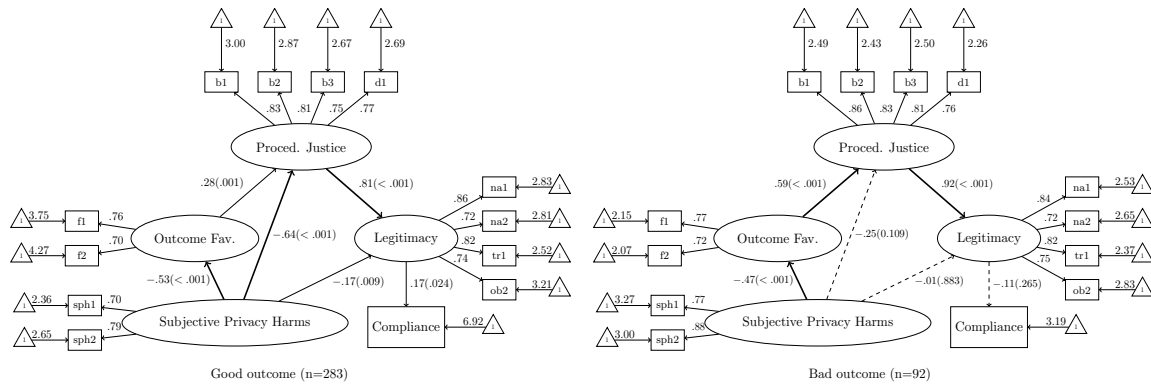 1 1 1 1
3.00 2.87 2.67 2.69
b1 b2 b3 d1
.83 .81 .75 .77
Proced. Justice
.28(.001) .81(< .001)
−.64(< .001)
1 3.75 f1 .76
1 4.27 f2 .70
Outcome Fav.
Legitimacy
.86 na1 2.83 1
.72 na2 2.81 1
.82 tr1 2.52 1
.74 ob2 3.21 1
−.53(< .001) −.17(.009) .17(.024)
1 2.36 sph1 .70
1 2.65 sph2 .79
Subjective Privacy Harms
Compliance 6.92 1
Good outcome (n=283)
1 1 1 1
2.49 2.43 2.50 2.26
b1 b2 b3 d1
.86 .83 .81 .76
Proced. Justice
.59(< .001) .92(< .001)
−.25(0.109)
1 2.15 f1 .77
1 2.07 f2 .72
Outcome Fav.
Legitimacy
.84 na1 2.53 1
.72 na2 2.65 1
.82 tr1 2.37 1
.75 ob2 2.83 1
−.47(< .001) −.01(.883) −.11(.265)
1 3.27 sph1 .77
1 3.00 sph2 .88
Subjective Privacy Harms
Compliance 3.19 1
Bad outcome (n=92)